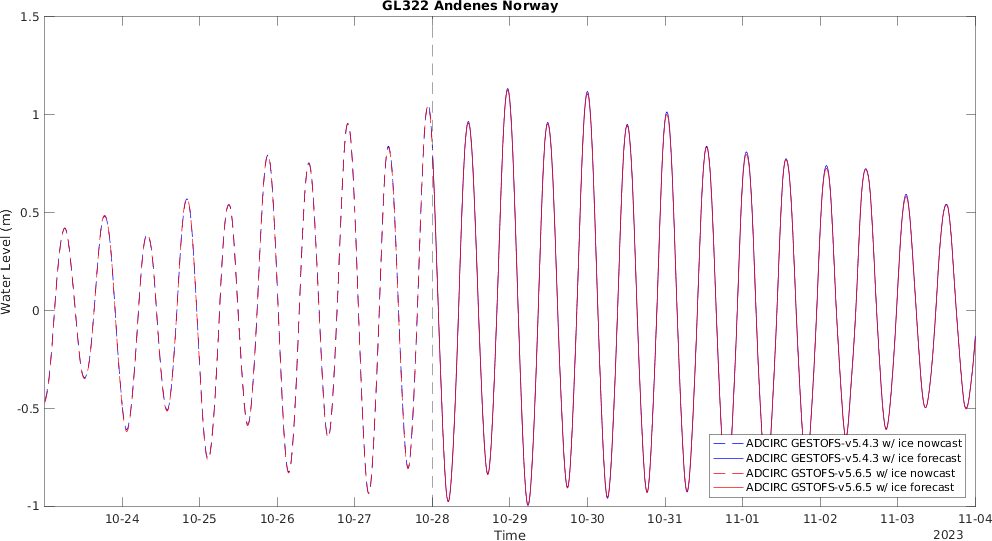 GL322 Andenes Norway
1.5
1
0.5
0
-0.5
-1
Water Level (m)
ADCIRC GESTOFS-v5.4.3 w/ ice nowcast
ADCIRC GESTOFS-v5.4.3 w/ ice forecast
ADCIRC GSTOFS-v5.6.5 w/ ice nowcast
ADCIRC GSTOFS-v5.6.5 w/ ice forecast
10-24 10-25 10-26 10-27 10-28 10-29 10-30 10-31 11-01 11-02 11-03 11-04
Time 2023